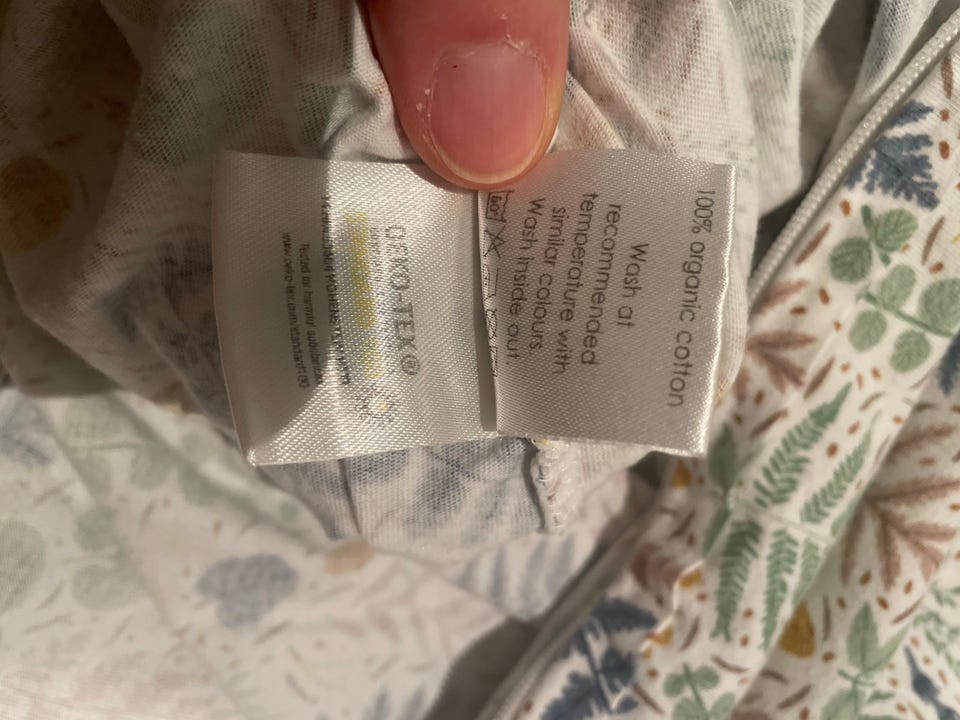 100% organic cotton
Wash at
recommended
temperature with
similar colours.
Wash inside out.
60°
OEKO-TEX®
Tested for harmful substances
www.oeko-tex.com/standard100